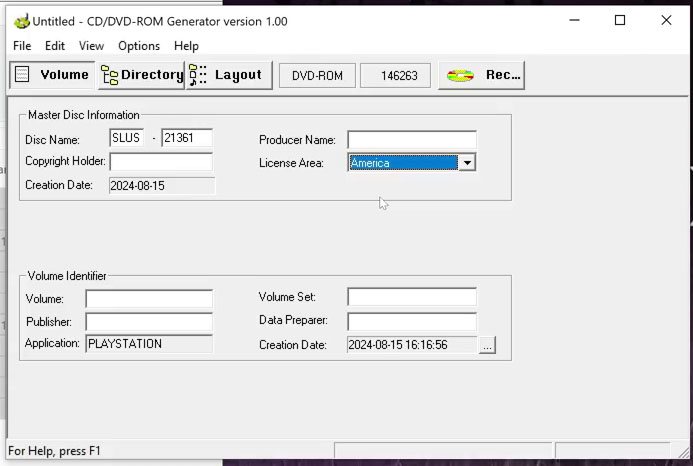 Untitled - CD/DVD-ROM Generator version 1.00
File Edit View Options Help
Volume Directory Layout DVD-ROM 146263 Rec...
Master Disc Information
Disc Name: SLUS - 21361 Producer Name:
Copyright Holder: License Area: America
Creation Date: 2024-08-15
Volume Identifier
Volume: Volume Set:
Publisher: Data Preparer:
Application: PLAYSTATION Creation Date: 2024-08-15 16:16:56 ...
For Help, press F1